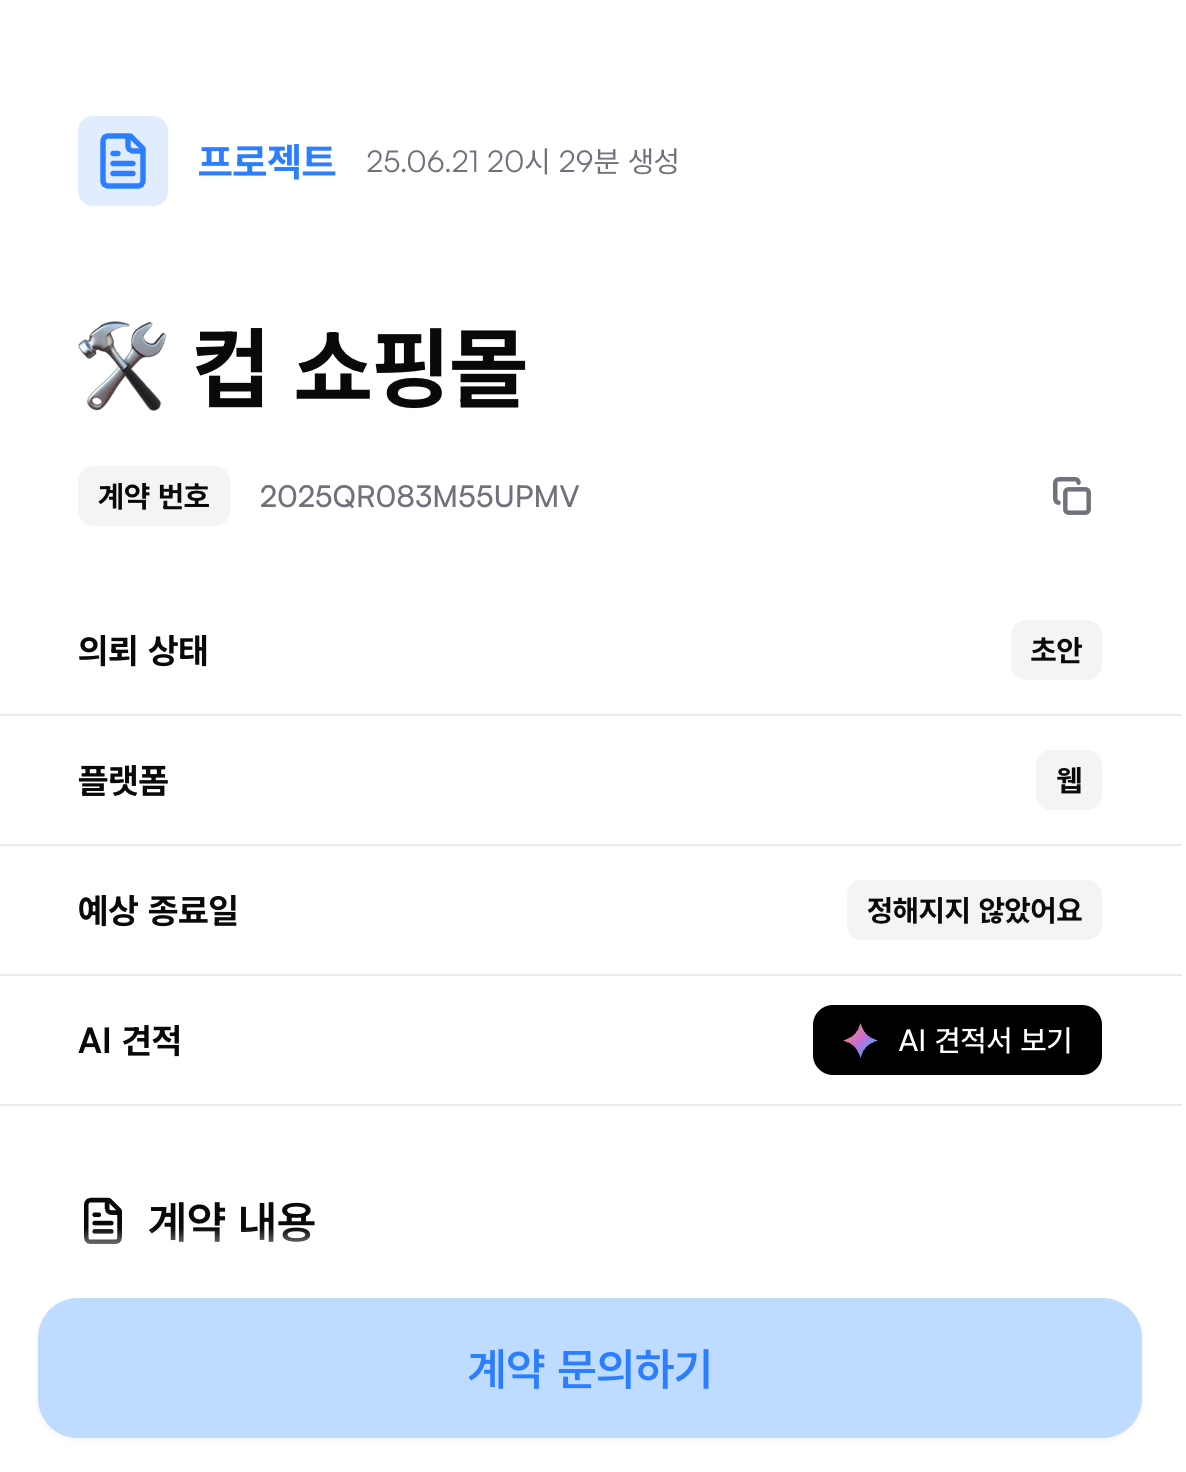 프로젝트 25.06.21 20시 29분 생성
컵 쇼핑몰
계약 번호 2025QR083M55UPMV
의뢰 상태 초안
플랫폼 웹
예상 종료일 정해지지 않았어요
AI 견적 AI 견적서 보기
계약 내용
계약 문의하기